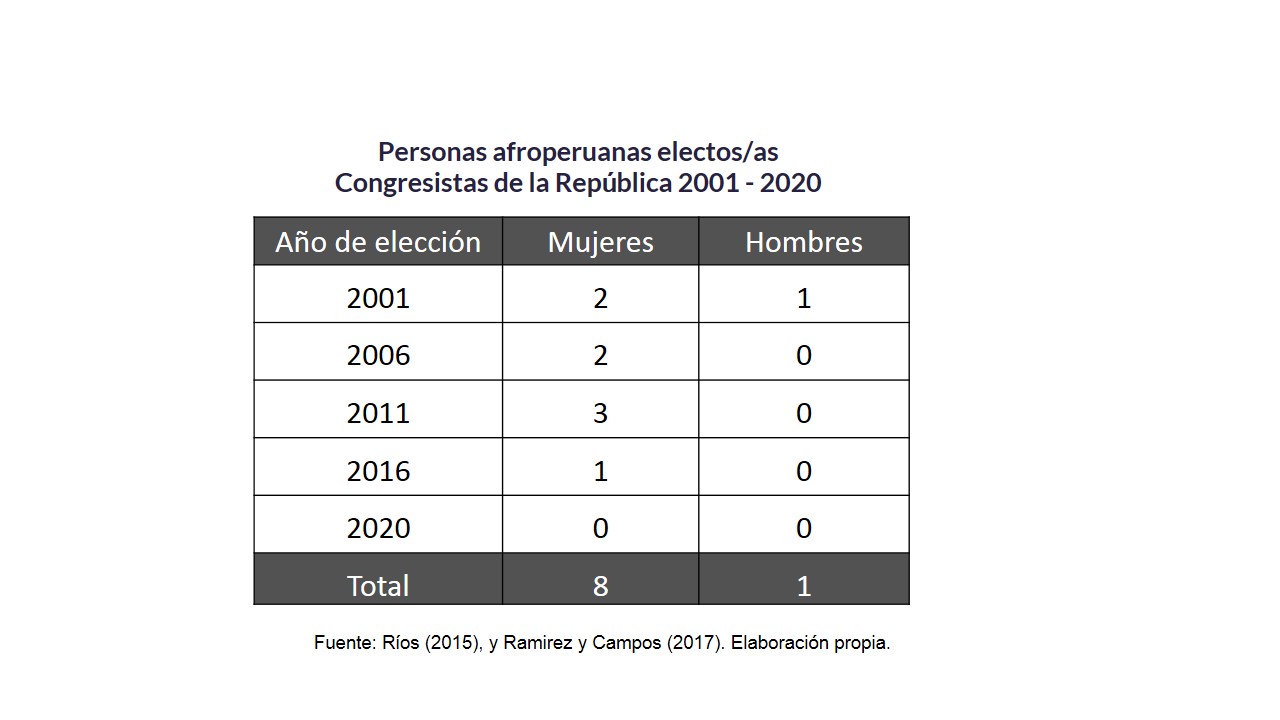 Personas afroperuanas electos/as
Congresistas de la República 2001 - 2020
Año de elección Mujeres Hombres
2001 2 1
2006 2 0
2011 3 0
2016 1 0
2020 0 0
Total 8 1
Fuente: Ríos (2015), y Ramirez y Campos (2017). Elaboración propia.